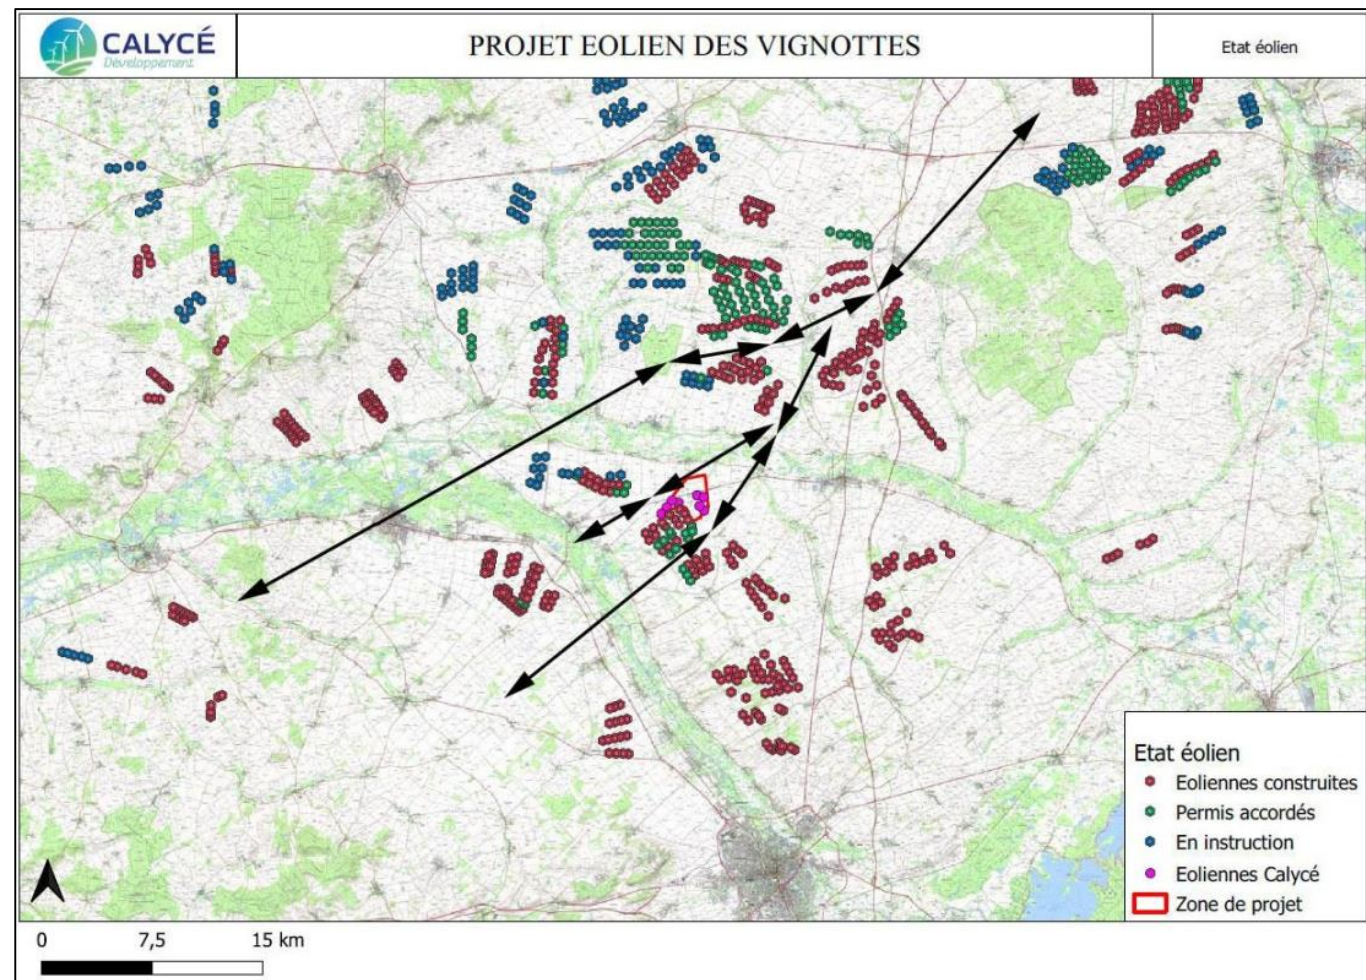 CALYCÉ
Développement
PROJET EOLIEN DES VIGNOTTES
Etat éolien
Etat éolien
Eoliennes construites
Permis accordés
En instruction
Eoliennes Calycé
Zone de projet
0 7,5 15 km